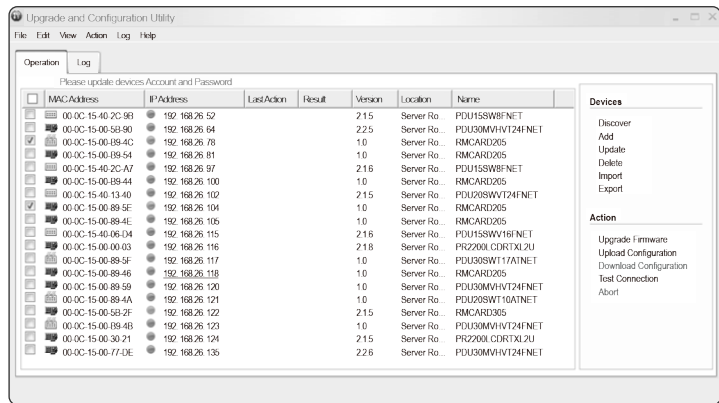 Upgrade and Configuration Utility
File Edit View Action Log Help
Operation Log
Please update devices Account and Password
MAC Address IP Address Last Action Result Version Location Name
00-0C-15-40-2C-9B 192.168.26.52 2.1.5 Server Ro... PDU15SW8FNET
00-0C-15-00-5B-90 192.168.26.64 2.2.5 Server Ro... PDU30MVHVT24FNET
00-0C-15-00-B9-4C 192.168.26.78 1.0 Server Ro... RMCARD205
00-0C-15-00-B9-54 192.168.26.81 1.0 Server Ro... RMCARD205
00-0C-15-40-2C-A7 192.168.26.97 2.1.6 Server Ro... PDU15SW8FNET
00-0C-15-00-B9-44 192.168.26.100 1.0 Server Ro... RMCARD205
00-0C-15-40-13-40 192.168.26.102 2.1.5 Server Ro... PDU20SWVT24FNET
00-0C-15-00-89-5E 192.168.26.104 1.0 Server Ro... RMCARD205
00-0C-15-00-89-4E 192.168.26.105 1.0 Server Ro... RMCARD205
00-0C-15-40-06-D4 192.168.26.115 2.1.6 Server Ro... PDU15SWV16FNET
00-0C-15-00-00-03 192.168.26.116 2.1.8 Server Ro... PR2200LCDRTXL2U
00-0C-15-00-89-5F 192.168.26.117 1.0 Server Ro... PDU30SWT17ATNET
00-0C-15-00-89-46 192.168.26.118 1.0 Server Ro... RMCARD205
00-0C-15-00-89-59 192.168.26.120 1.0 Server Ro... PDU30MVHVT24FNET
00-0C-15-00-89-4A 192.168.26.121 1.0 Server Ro... PDU20SWT10ATNET
00-0C-15-00-5B-2F 192.168.26.122 2.1.5 Server Ro... RMCARD305
00-0C-15-00-B9-4B 192.168.26.123 1.0 Server Ro... PDU30MVHVT24FNET
00-0C-15-00-30-21 192.168.26.124 2.1.5 Server Ro... PR2200LCDRTXL2U
00-0C-15-00-77-DE 192.168.26.135 2.2.6 Server Ro... PDU30MVHVT24FNET
Devices
Discover
Add
Update
Delete
Import
Export
Action
Upgrade Firmware
Upload Configuration
Download Configuration
Test Connection
Abort